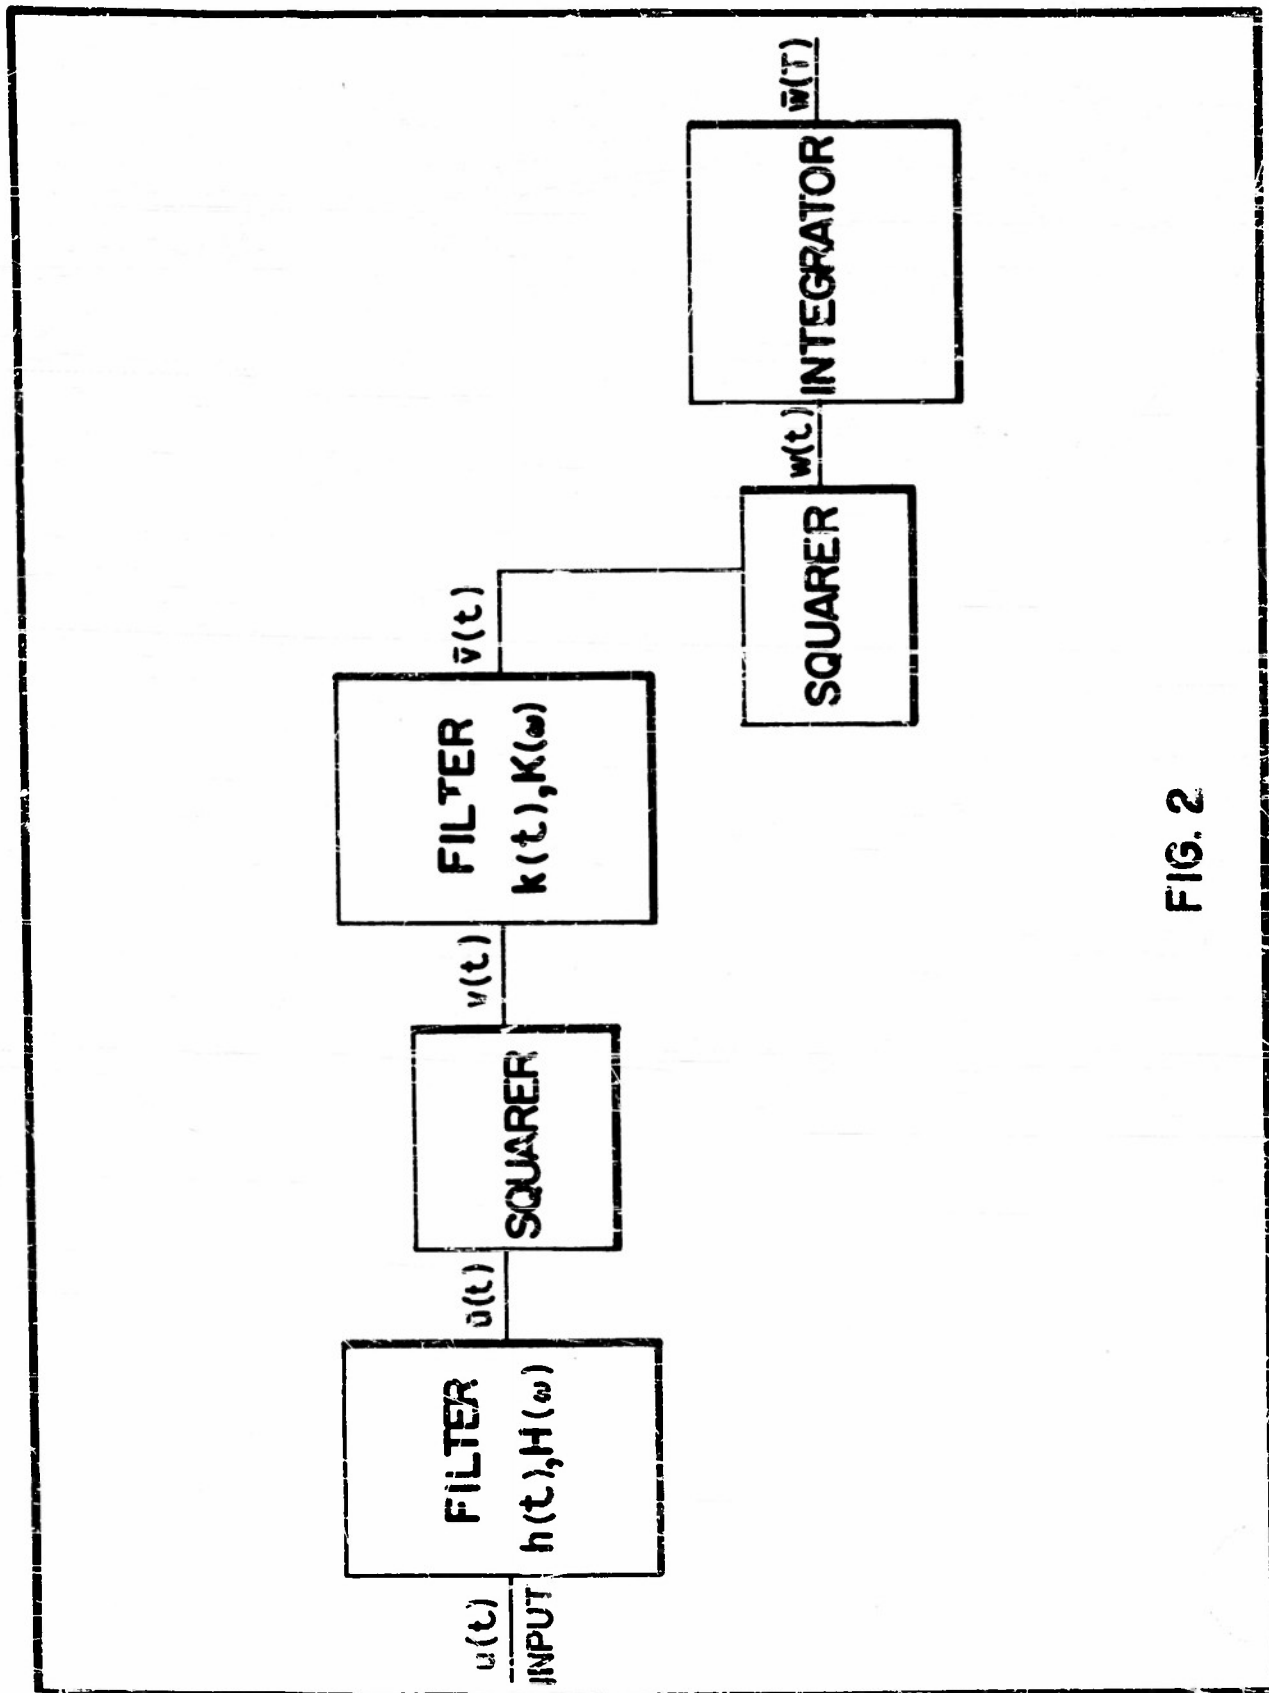 u(t)
INPUT
FILTER
h(t),H(ω)
ū(t)
SQUARER
v(t)
FILTER
k(t),K(ω)
v̄(t)
SQUARER
w(t)
INTEGRATOR
w̄(T)
FIG. 2